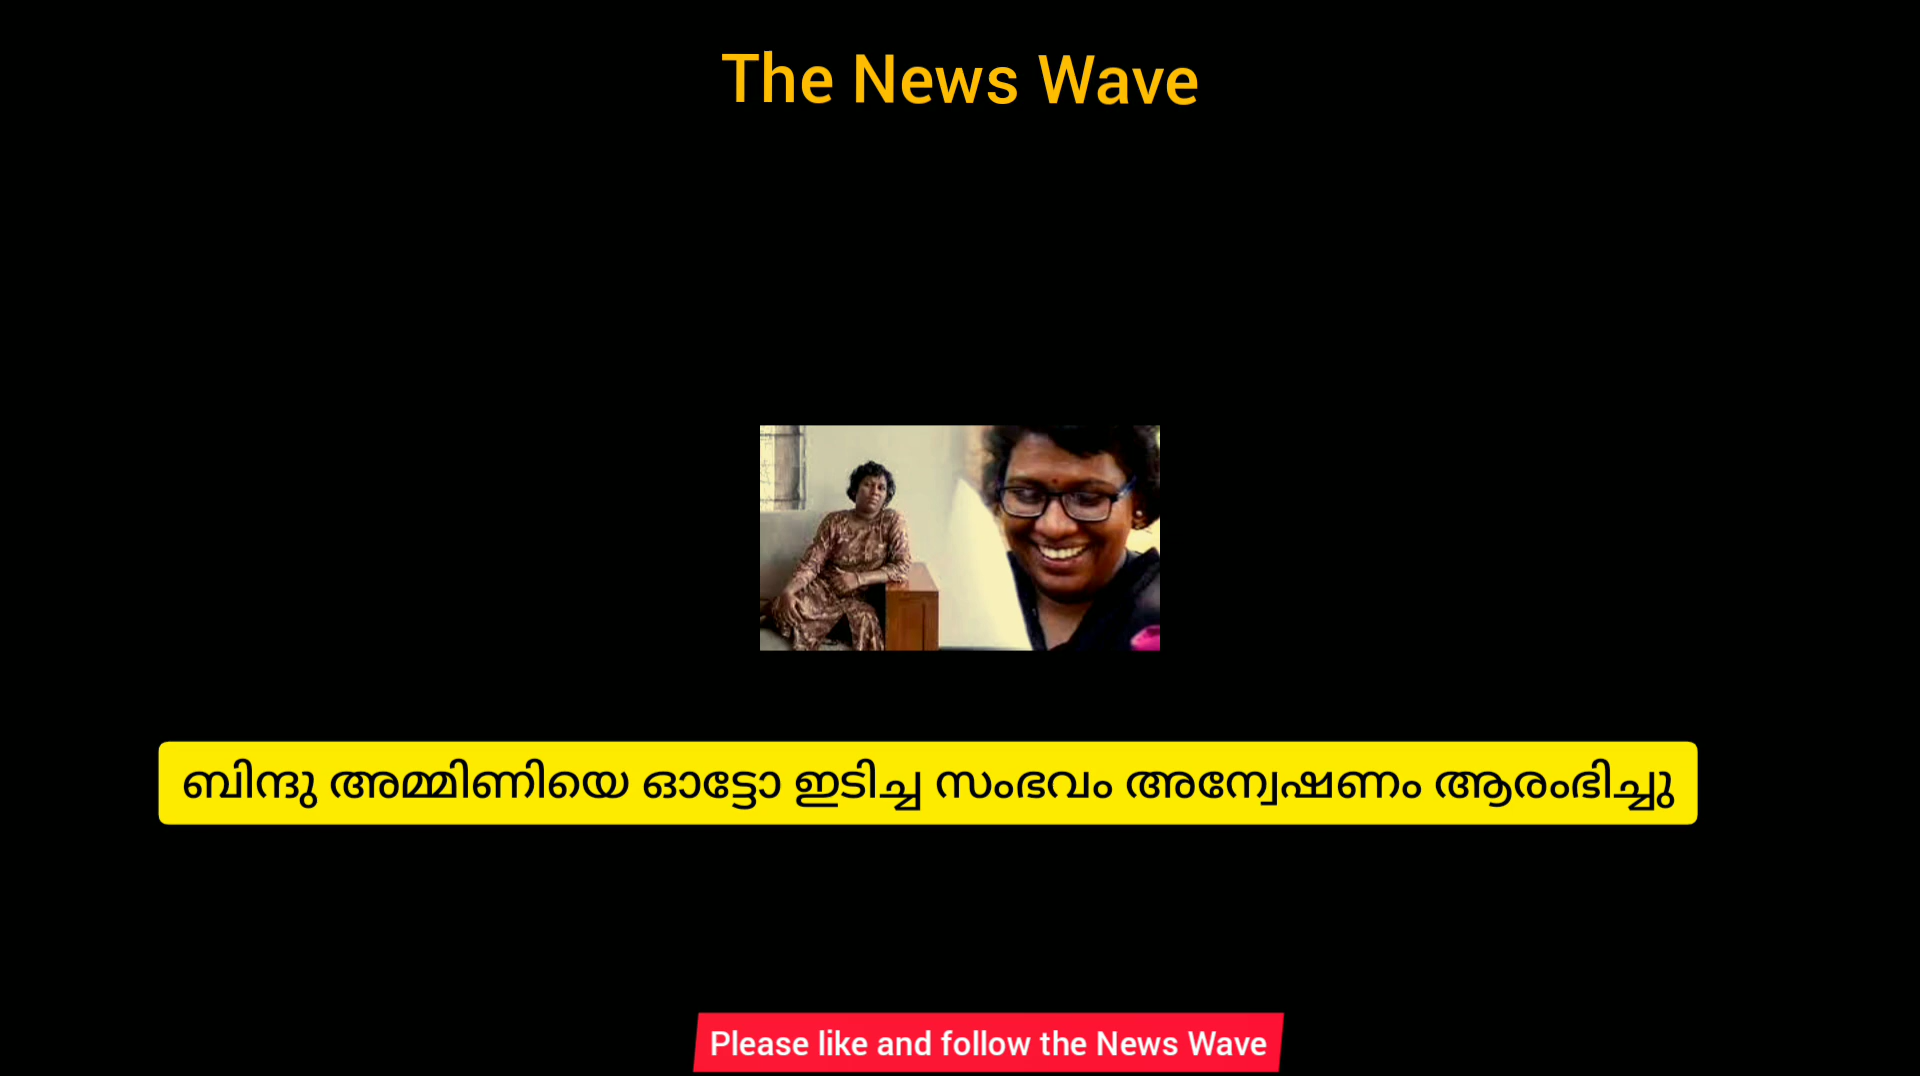 The News Wave
ബിന്ദു അമ്മിണിയെ ഓട്ടോ ഇടിച്ച സംഭവം അന്വേഷണം ആരംഭിച്ചു
Please like and follow the News Wave